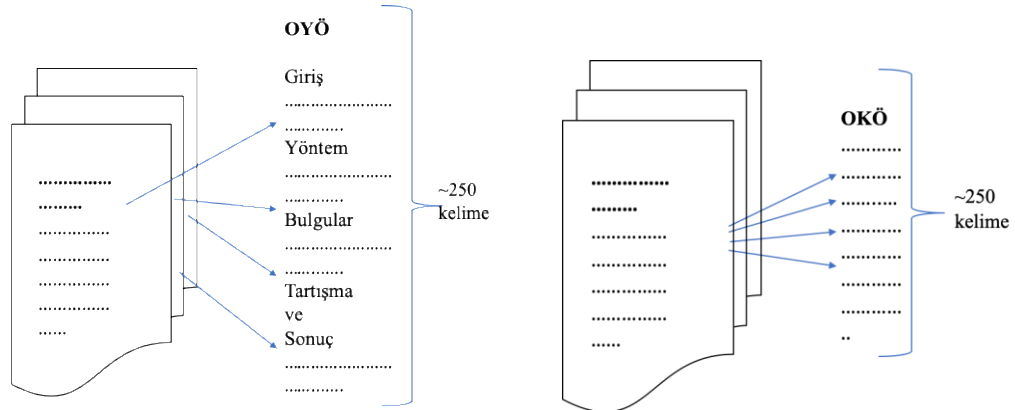 OYÖ
Giriş
Yöntem
Bulgular
Tartışma
ve
Sonuç
~250
kelime
OKÖ
~250
kelime